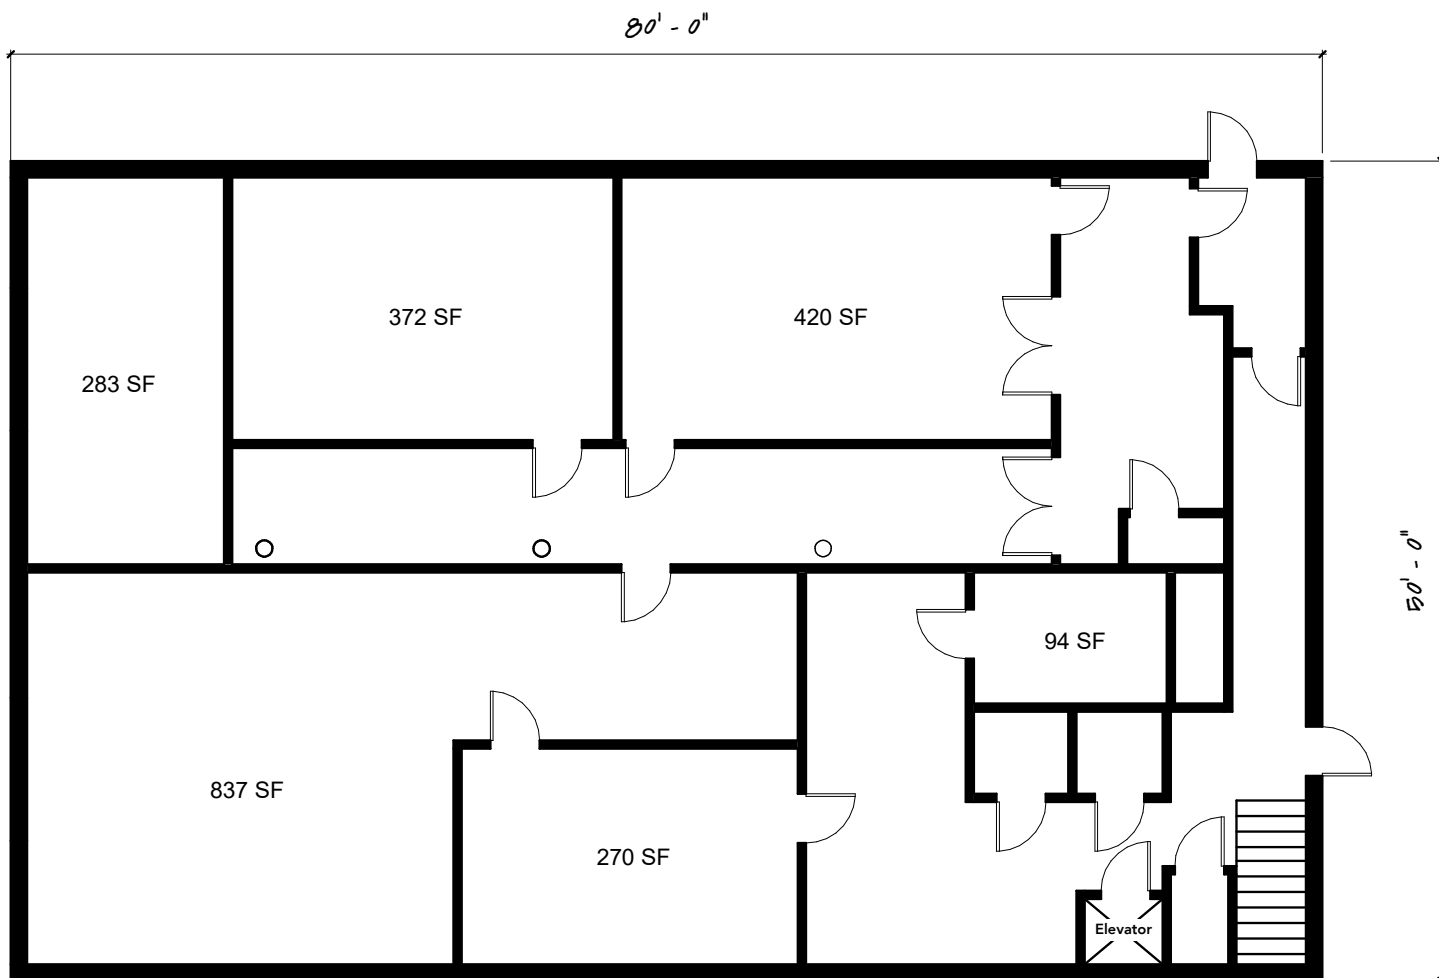 80' - 0"
372 SF
420 SF
283 SF
50' - 0"
94 SF
837 SF
270 SF
Elevator